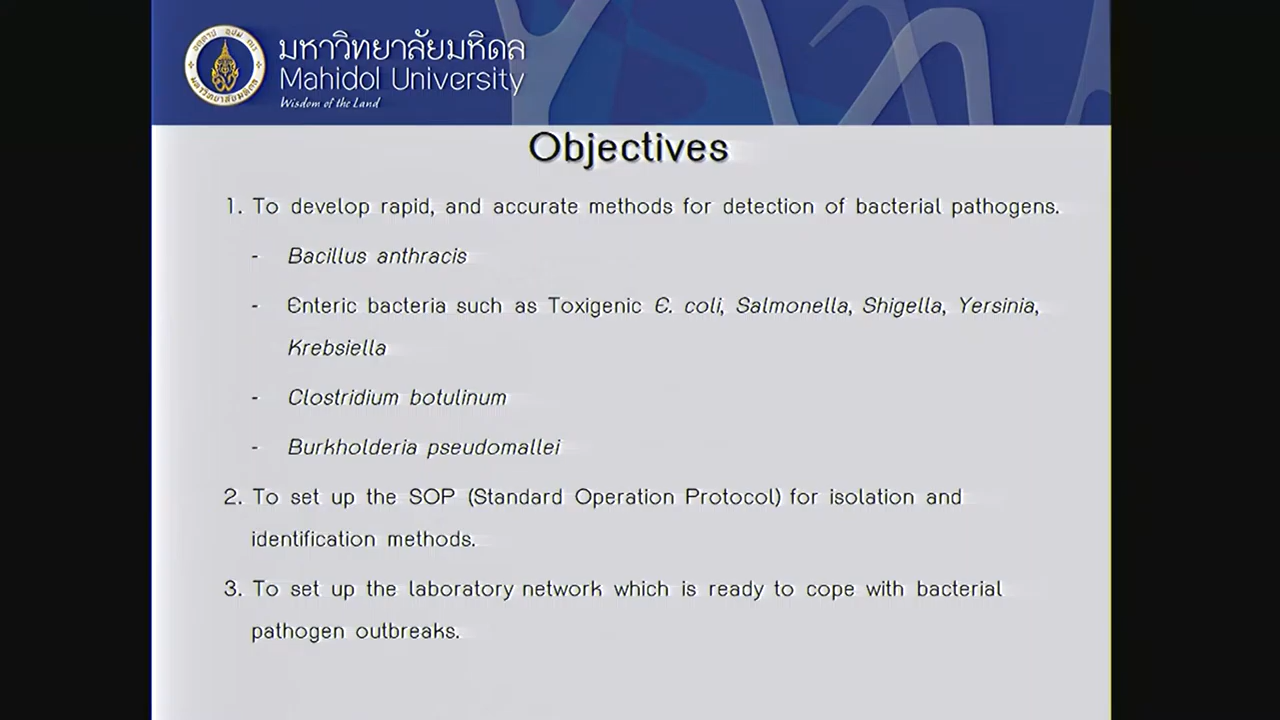 มหาวิทยาลัยมหิดล
Mahidol University
Wisdom of the Land
Objectives
1. To develop rapid, and accurate methods for detection of bacterial pathogens.
- Bacillus anthracis
- Enteric bacteria such as Toxigenic E. coli, Salmonella, Shigella, Yersinia,
Krebsiella
- Clostridium botulinum
- Burkholderia pseudomallei
2. To set up the SOP (Standard Operation Protocol) for isolation and
identification methods.
3. To set up the laboratory network which is ready to cope with bacterial
pathogen outbreaks.